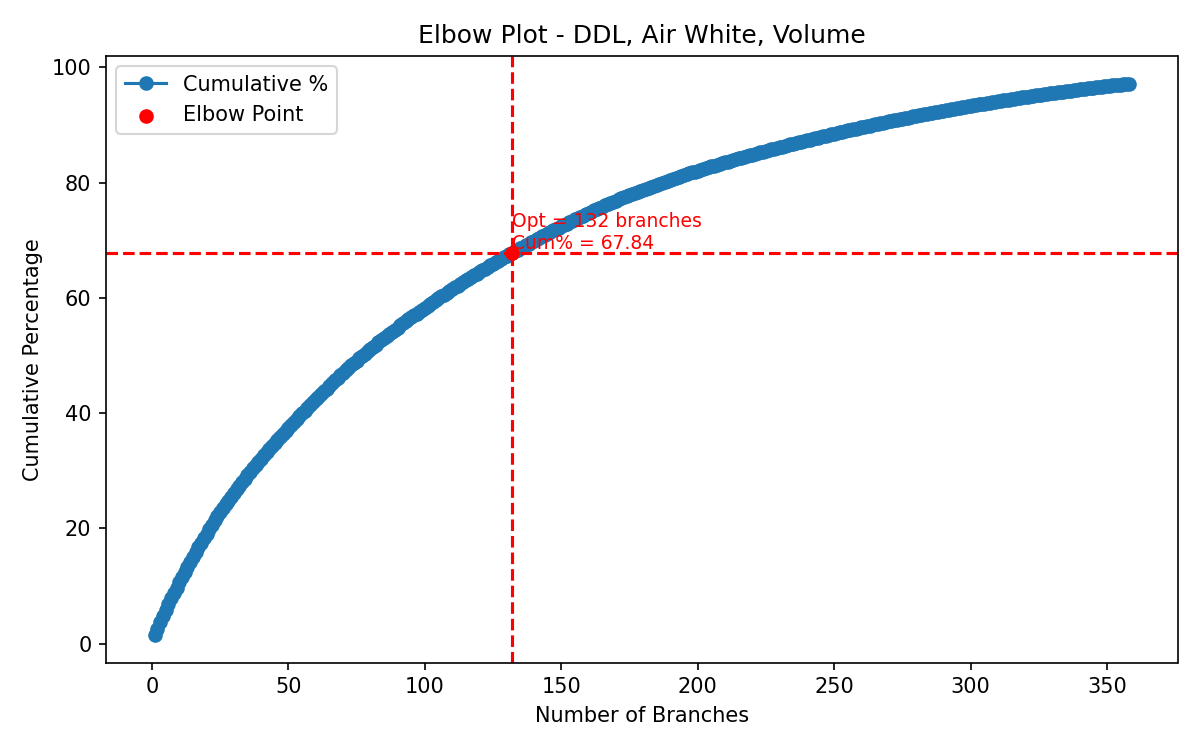 Elbow Plot - DDL, Air White, Volume
Cumulative %
Elbow Point
Opt = 132 branches
Cum% = 67.84
Cumulative Percentage
100
80
60
40
20
0
0 50 100 150 200 250 300 350
Number of Branches